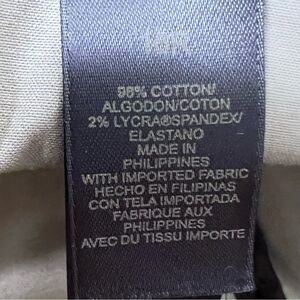 98% COTTON/
ALGODON/COTON
2% LYCRA®SPANDEX/
ELASTANO
MADE IN
PHILIPPINES
WITH IMPORTED FABRIC
HECHO EN FILIPINAS
CON TELA IMPORTADA
FABRIQUE AUX
PHILIPPINES
AVEC DU TISSU IMPORTE